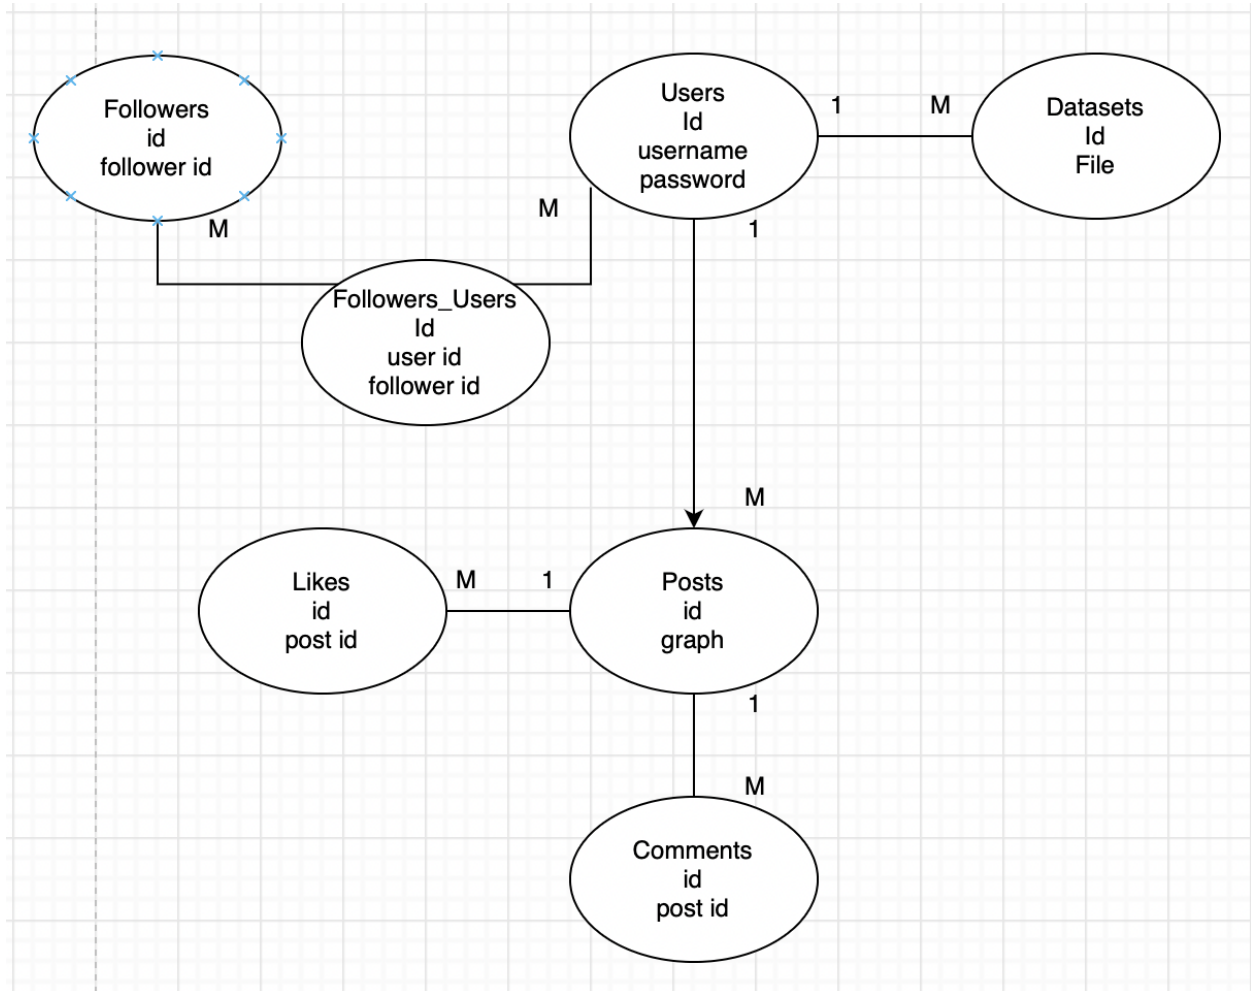 Followers
id
follower id
M
Users
Id
username
password
1
M
Datasets
Id
File
M
1
Followers_Users
Id
user id
follower id
M
Likes
id
post id
M
1
Posts
id
graph
1
M
Comments
id
post id